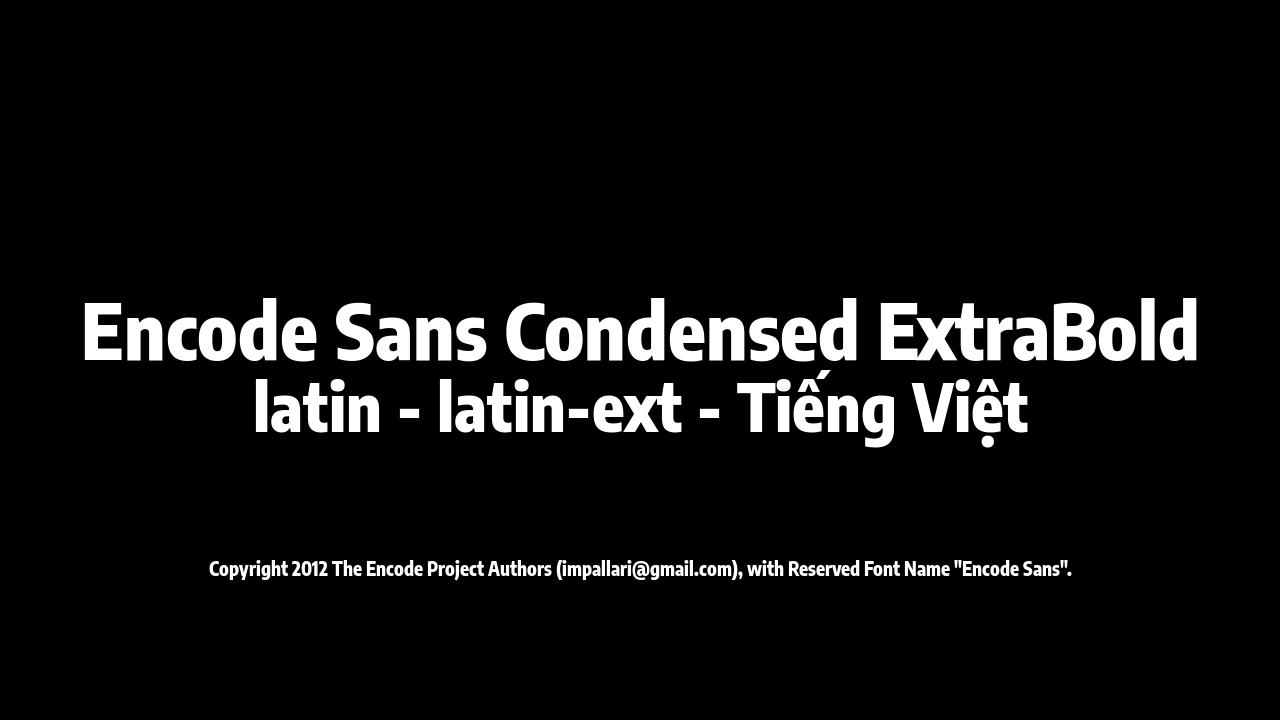 Encode Sans Condensed ExtraBold
latin - latin-ext - Tiếng Việt
Copyright 2012 The Encode Project Authors (impallari@gmail.com), with Reserved Font Name "Encode Sans".